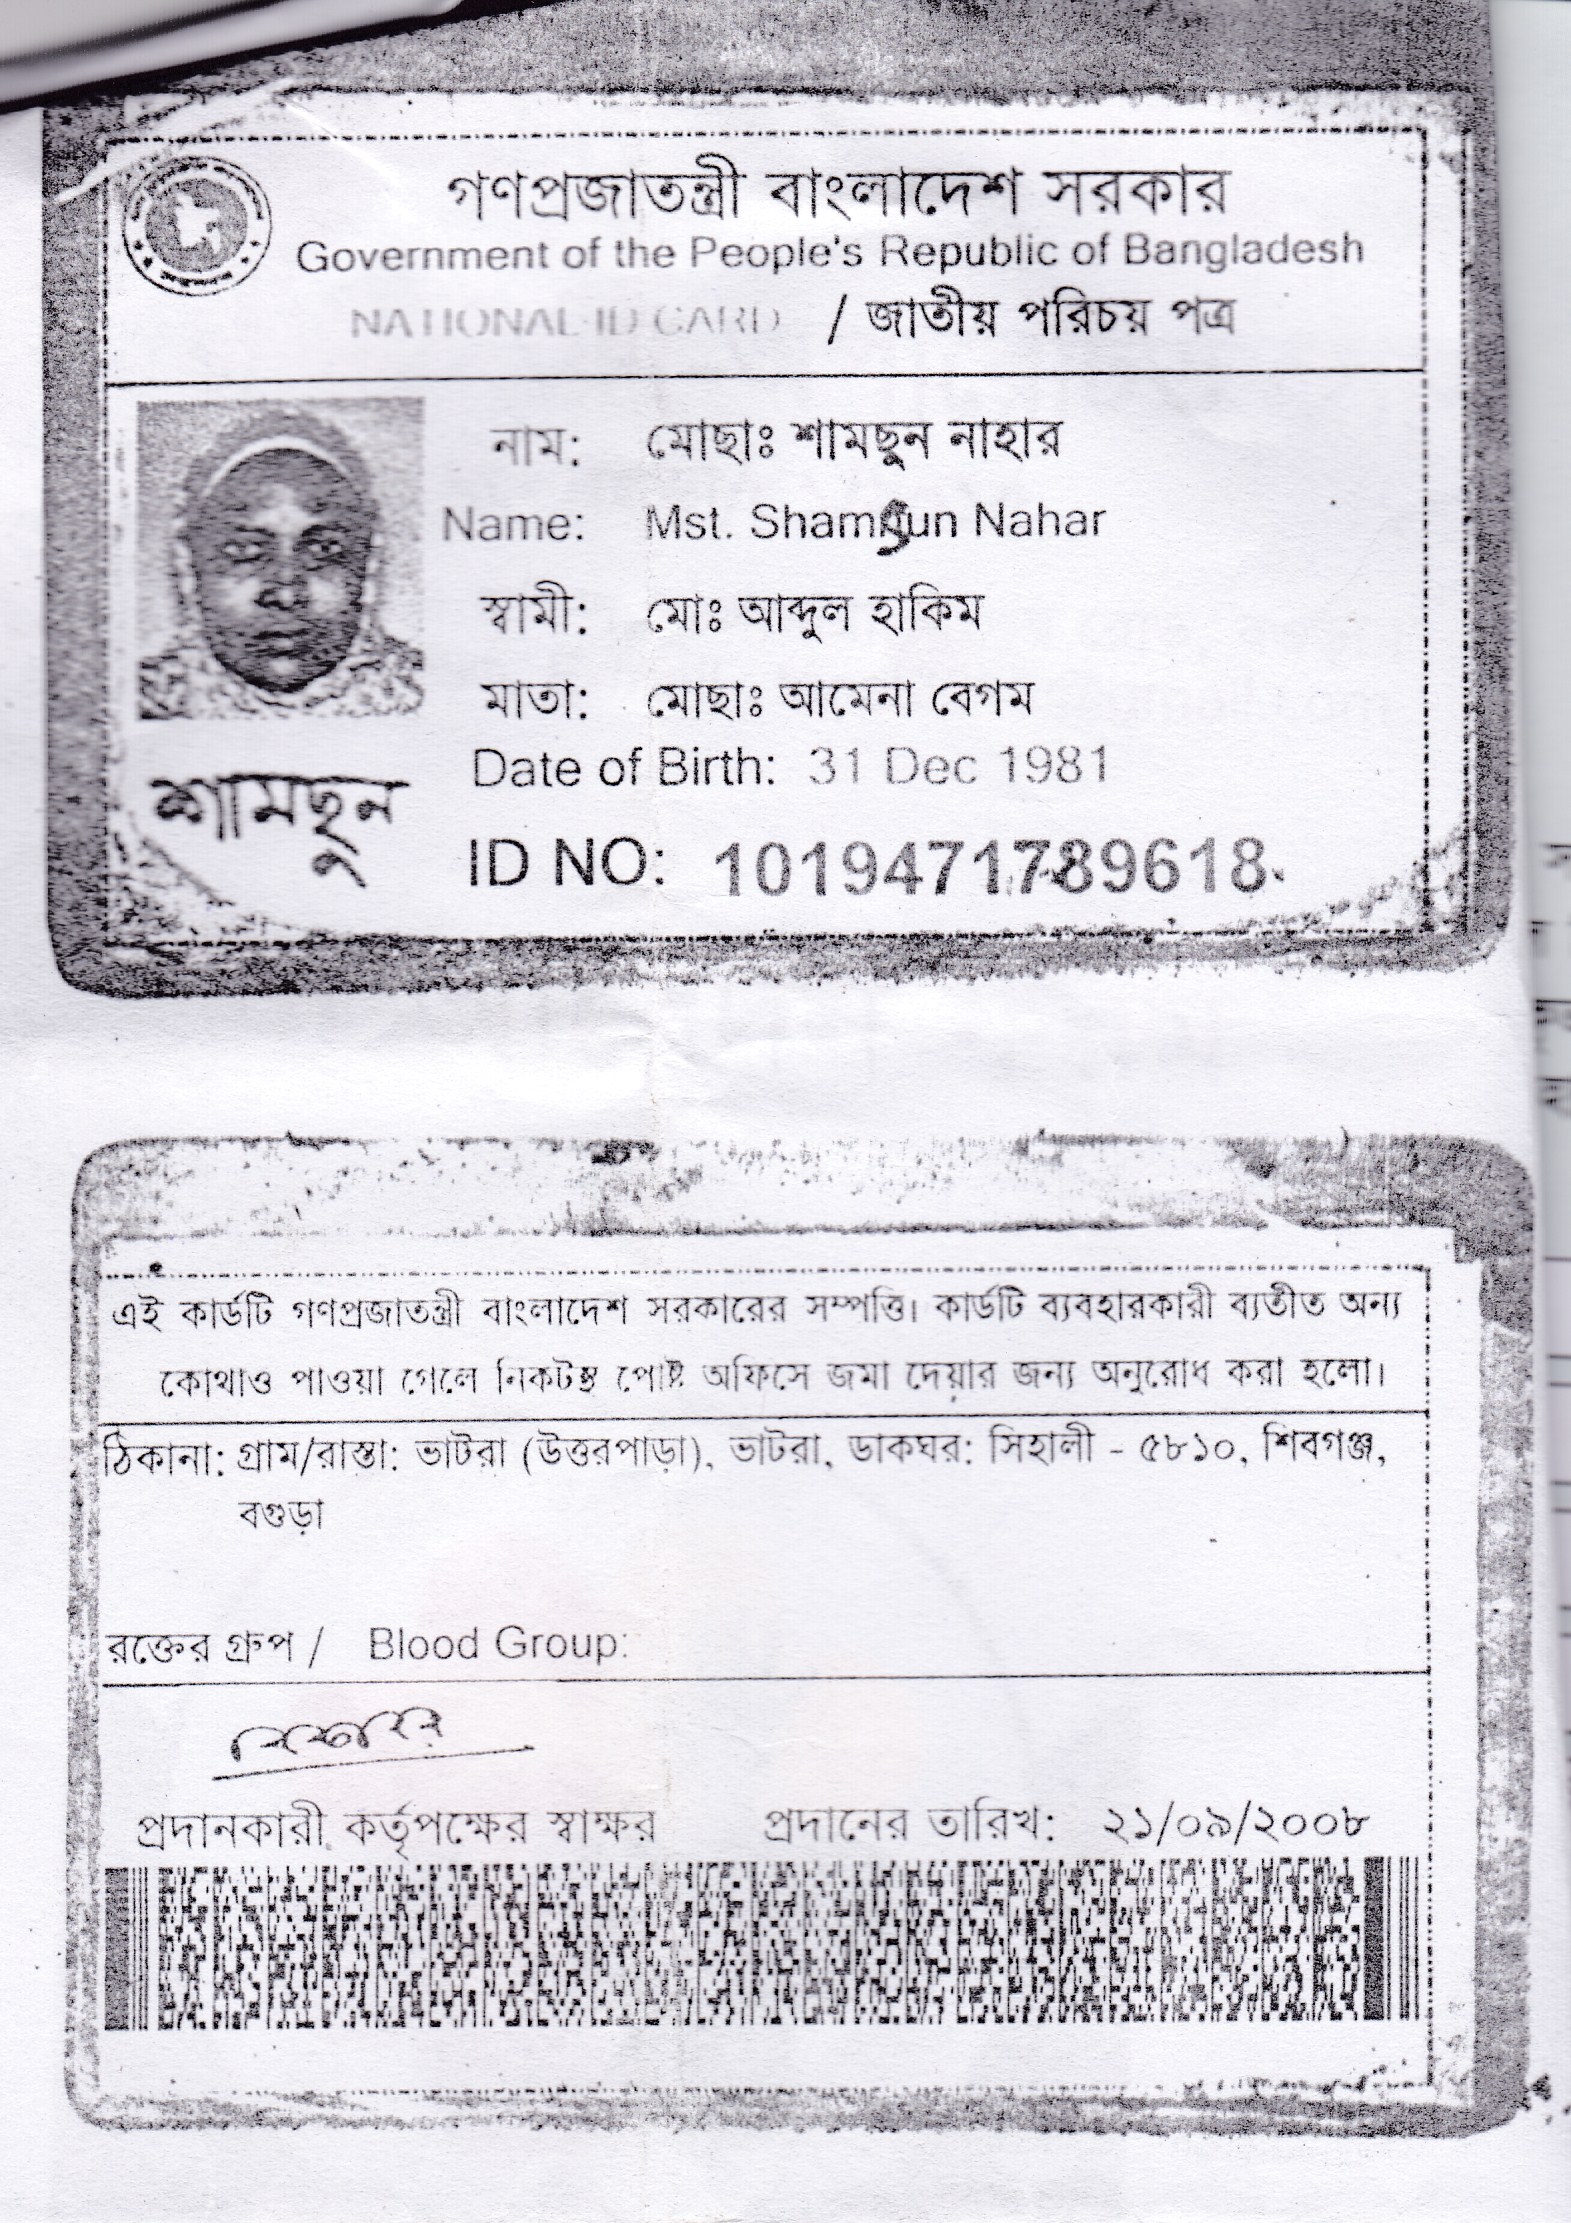 গণপ্রজাতন্ত্রী বাংলাদেশ সরকার
Government of the People's Republic of Bangladesh
NATIONAL ID CARD / জাতীয় পরিচয় পত্র
নাম: মোছাঃ শামছুন নাহার
Name: Mst. Nahar
স্বামী: মোঃ আব্দুল হাকিম
মাতা: মোছাঃ আমেনা বেগম
Date of Birth: 31 Dec 1981
শামছুন
ID NO: 1019471789618
এই কার্ডটি গণপ্রজাতন্ত্রী বাংলাদেশ সরকারের সম্পত্তি। কার্ডটি ব্যবহারকারী ব্যতীত অন্য
কোথাও পাওয়া গেলে নিকটস্থ পোষ্ট অফিসে জমা দেয়ার জন্য অনুরোধ করা হলো।
ঠিকানা: গ্রাম/রাস্তা: ভাটরা (উত্তরপাড়া), ভাটরা, ডাকঘর: সিহালী - ৫৮১০, শিবগঞ্জ,
বগুড়া
রক্তের গ্রুপ / Blood Group:
প্রদানকারী কর্তৃপক্ষের স্বাক্ষর প্রদানের তারিখ: ২১/০৯/২০০৮